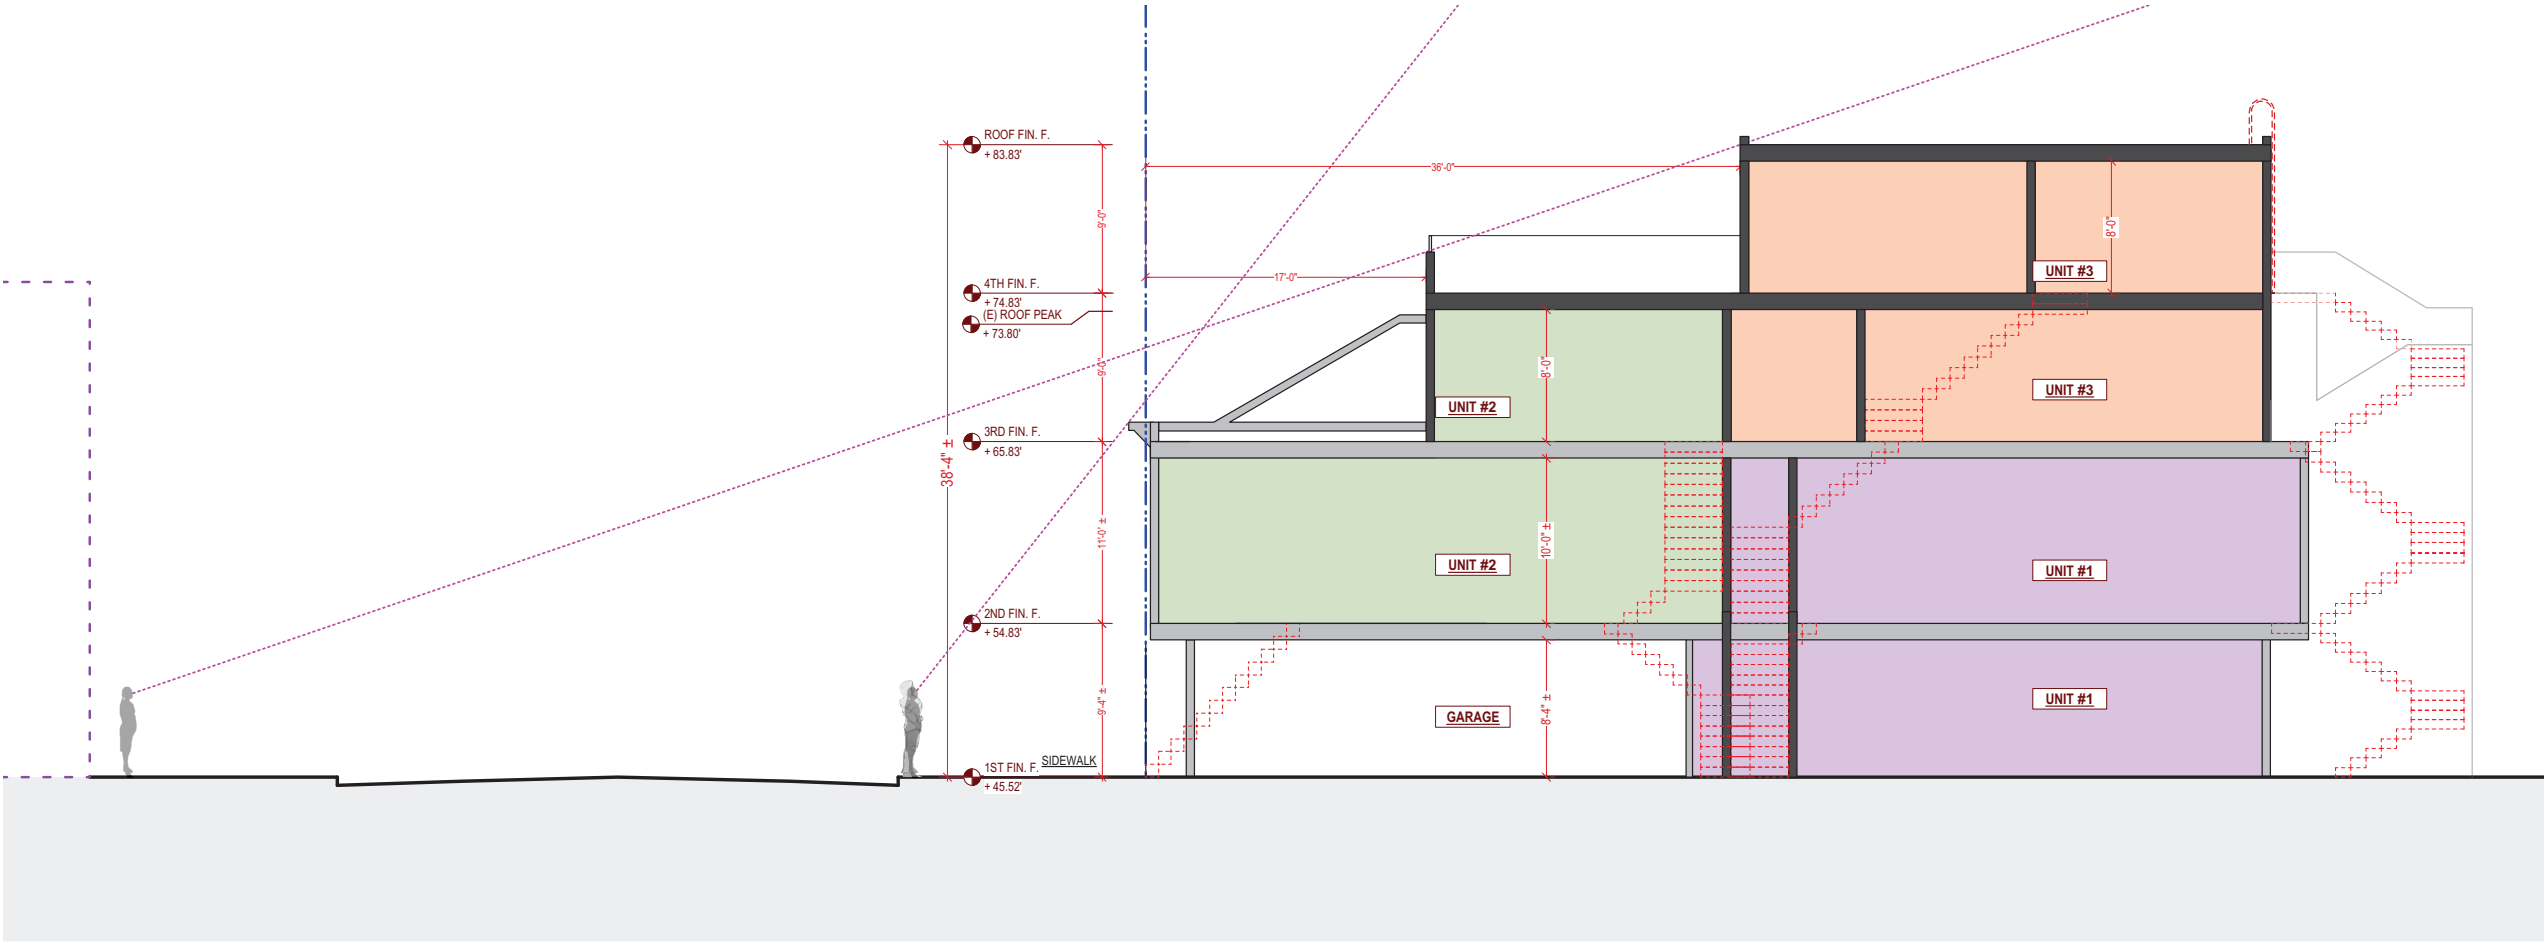 ROOF FIN. F.
+ 83.83'
36'-0"
9'-0"
8'-0"
UNIT #3
17'-0"
4TH FIN. F.
+ 74.83'
(E) ROOF PEAK
+ 73.80'
9'-0"
8'-0"
UNIT #3
UNIT #2
3RD FIN. F.
+ 65.83'
38'-4" ±
11'-0' ±
10'-0" ±
UNIT #2
UNIT #1
2ND FIN. F.
+ 54.83'
9'-4" ±
8'-4" ±
UNIT #1
GARAGE
SIDEWALK
1ST FIN. F.
+ 45.52'